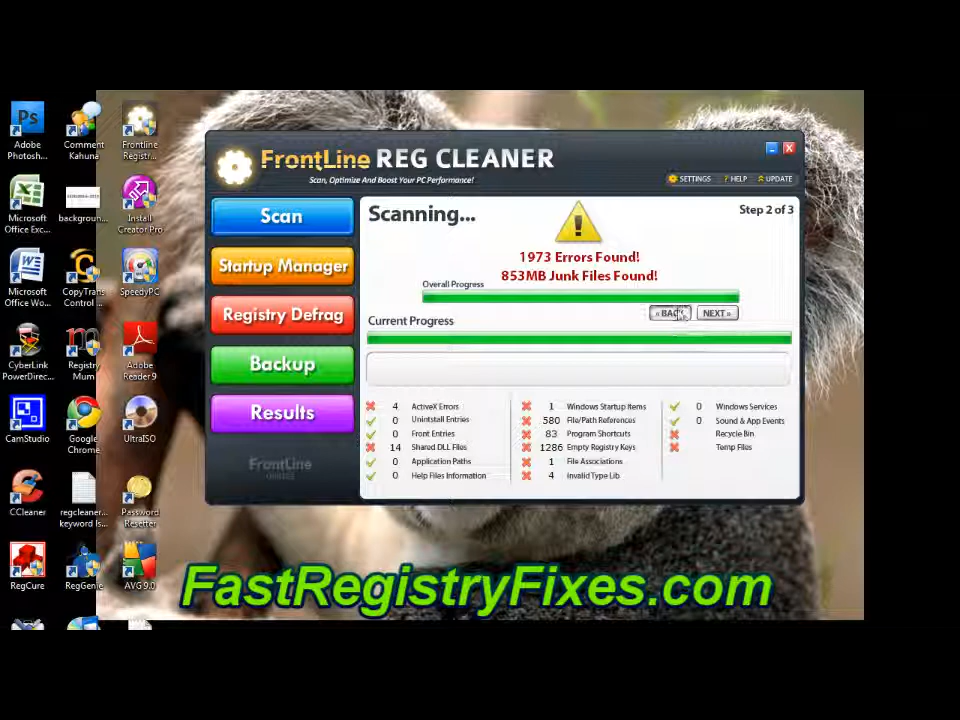 Adobe
Photosh...
Comment
Kahuna
Frontline
Registr...
Microsoft
Office Exc...
backgroun...
Install
Creator Pro
Microsoft
Office Wo...
CopyTrans
Control ...
SpeedyPC
CyberLink
PowerDirec...
Registry
Mum
Adobe
Reader 9
CamStudio
Google
Chrome
UltraISO
CCleaner
regcleaner...
keyword lis...
Password
Resetter
RegCure
RegGenie
AVG 9.0
Ps
FrontLine REG CLEANER
Scan, Optimize And Boost Your PC Performance!
SETTINGS
? HELP
UPDATE
Scan
Startup Manager
Registry Defrag
Backup
Results
FrontLine
Scanning...
Step 2 of 3
1973 Errors Found!
853MB Junk Files Found!
Overall Progress
« BACK
NEXT »
Current Progress
4 ActiveX Errors
0 Uninstall Entries
0 Front Entries
14 Shared DLL Files
0 Application Paths
0 Help Files Information
1 Windows Startup Items
580 File/Path References
83 Program Shortcuts
1286 Empty Registry Keys
1 File Associations
4 Invalid Type Lib
0 Windows Services
0 Sound & App Events
Recycle Bin
Temp Files
FastRegistryFixes.com